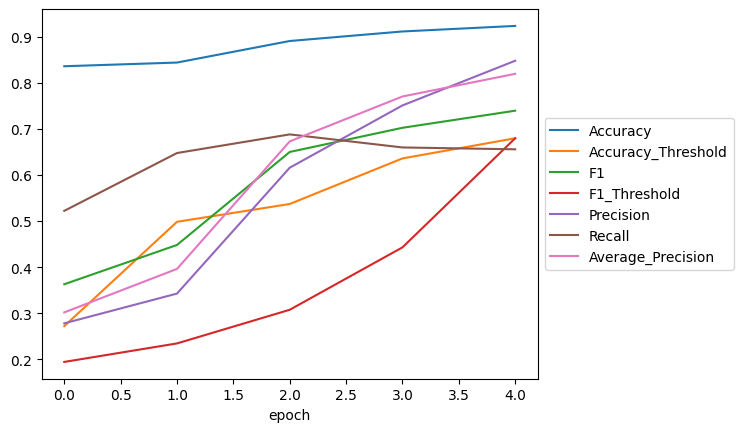 0.9
0.8
0.7
0.6
0.5
0.4
0.3
0.2
0.0 0.5 1.0 1.5 2.0 2.5 3.0 3.5 4.0
epoch
Accuracy
Accuracy_Threshold
F1
F1_Threshold
Precision
Recall
Average_Precision